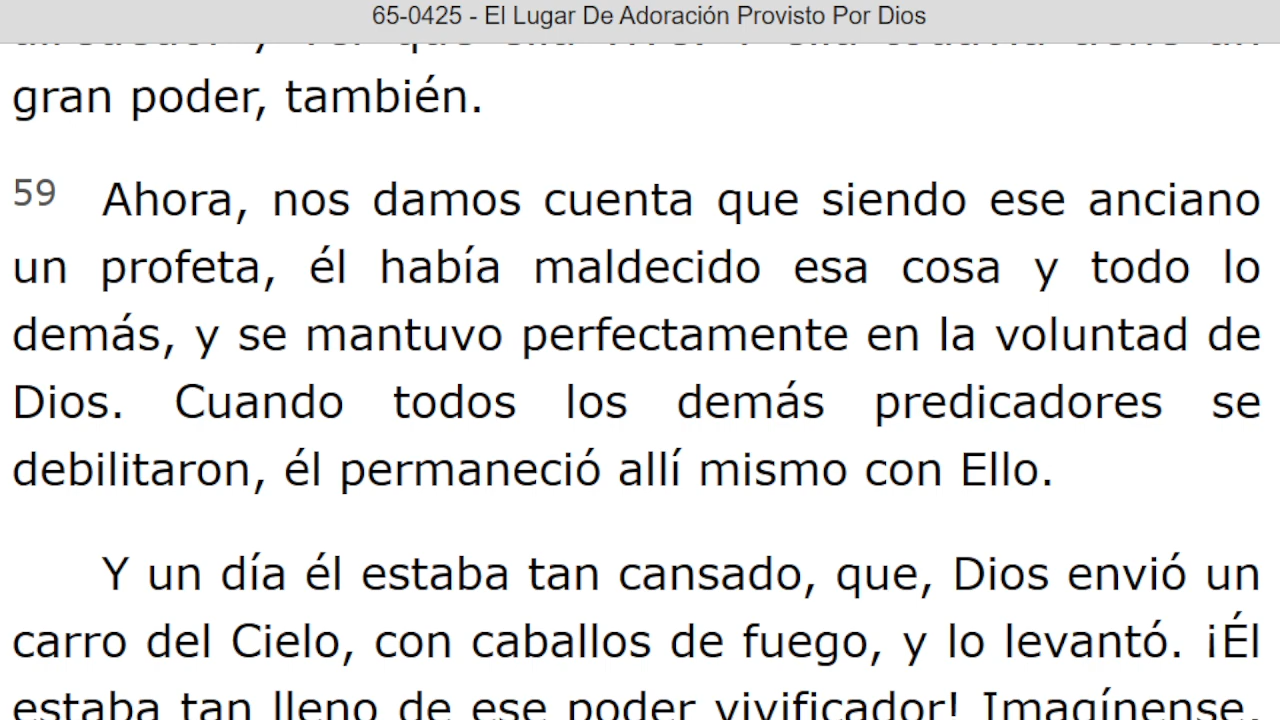 65-0425 - El Lugar De Adoración Provisto Por Dios
gran poder, también.
59 Ahora, nos damos cuenta que siendo ese anciano
un profeta, él había maldecido esa cosa y todo lo
demás, y se mantuvo perfectamente en la voluntad de
Dios. Cuando todos los demás predicadores se
debilitaron, él permaneció allí mismo con Ello.
Y un día él estaba tan cansado, que, Dios envió un
carro del Cielo, con caballos de fuego, y lo levantó. ¡Él
estaba tan lleno de ese poder vivificador! Imagínense,